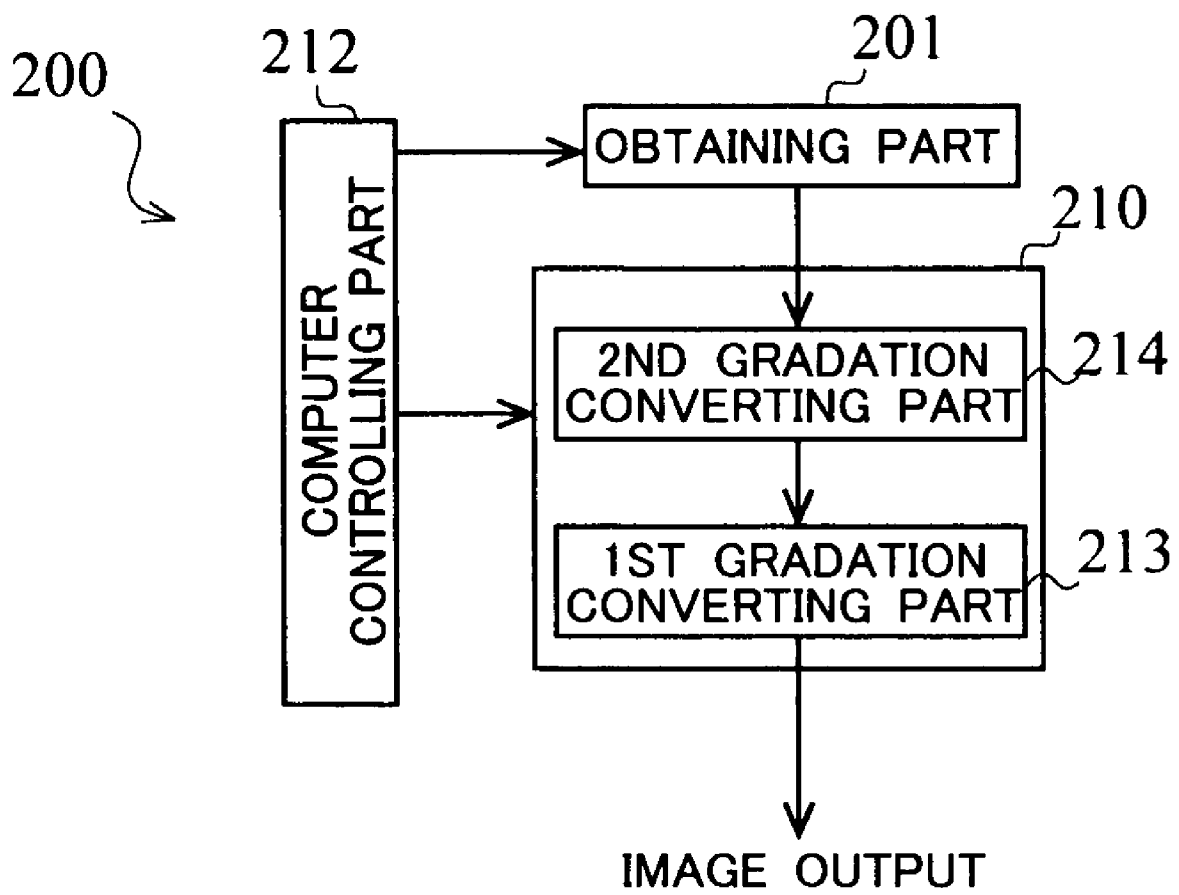 200
212
201
OBTAINING PART
210
COMPUTER
CONTROLLING PART
2ND GRADATION
CONVERTING PART
214
1ST GRADATION
CONVERTING PART
213
IMAGE OUTPUT